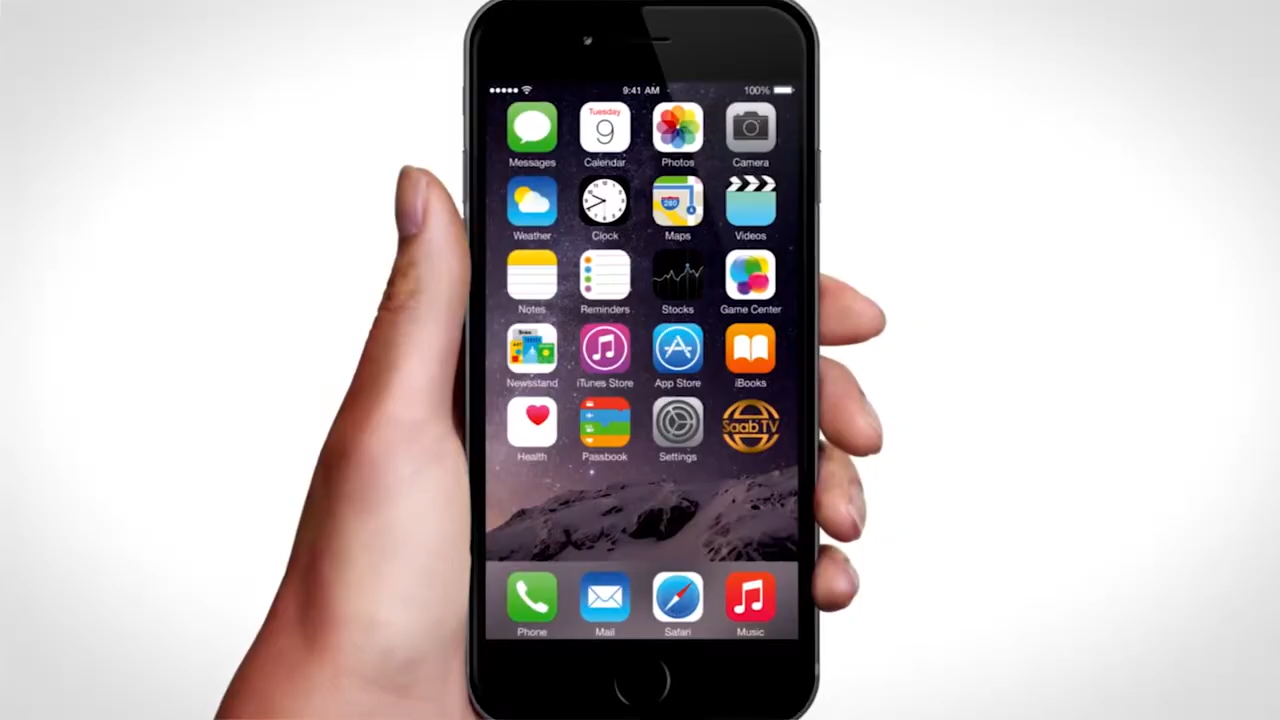 9:41 AM 100%
Tuesday
9
Messages Calendar Photos Camera
280
Weather Clock Maps Videos
Notes Reminders Stocks Game Center
Newsstand iTunes Store App Store iBooks
Saab TV
Health Passbook Settings
Phone Mail Safari Music